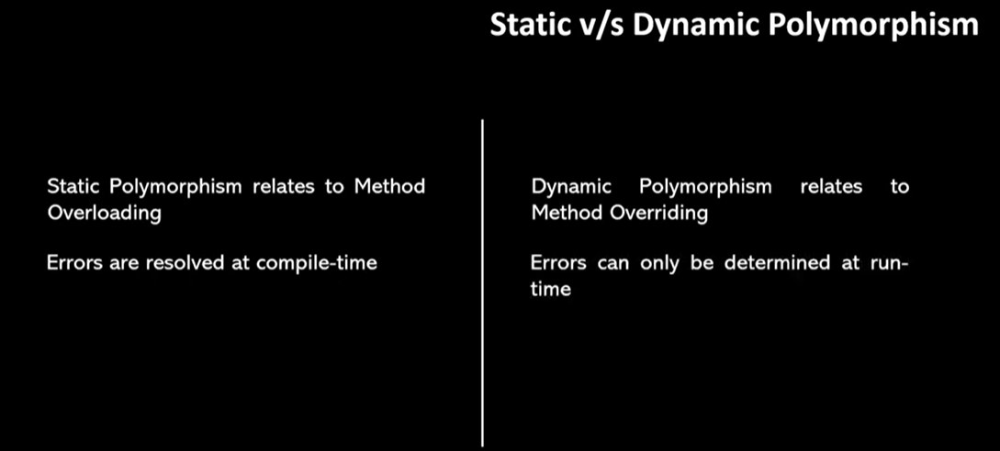 Static v/s Dynamic Polymorphism
Static Polymorphism relates to Method
Overloading
Errors are resolved at compile-time
Dynamic Polymorphism relates to
Method Overriding
Errors can only be determined at run-
time